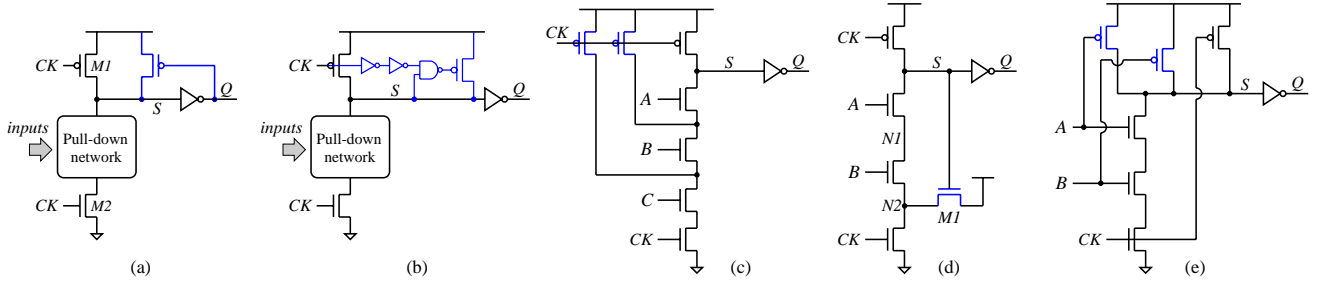 CK
M1
S
Q
inputs
Pull-down
network
CK
M2
(a)
CK
S
Q
inputs
Pull-down
network
CK
(b)
CK
S
Q
A
B
C
CK
(c)
CK
S
Q
A
N1
B
N2
M1
CK
(d)
S
Q
A
B
CK
(e)